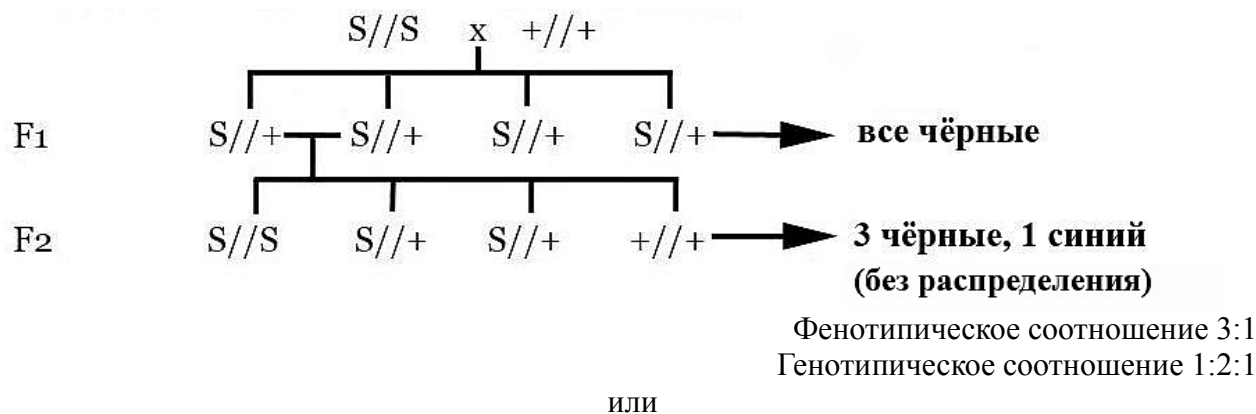 S//S x +//+
F1 S//+ S//+ S//+ S//+ все чёрные
F2 S//S S//+ S//+ +//+ 3 чёрные, 1 синий
(без распределения)
Фенотипическое соотношение 3:1
Генотипическое соотношение 1:2:1
или